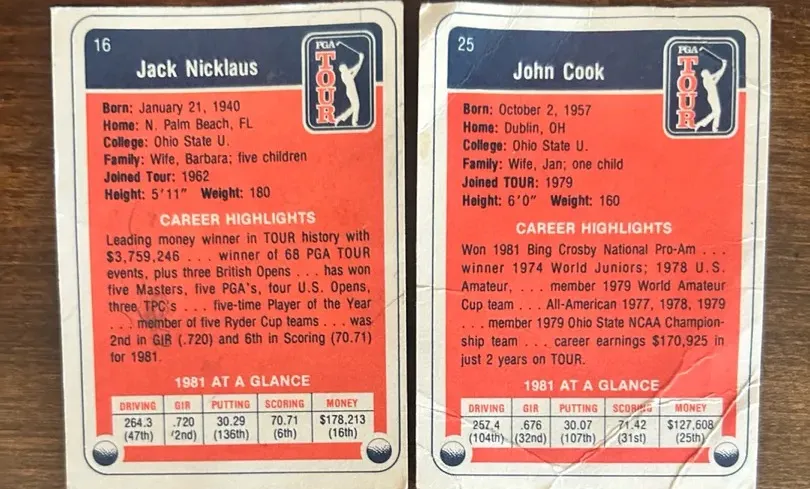 16
Jack Nicklaus
PGA
TOUR
Born: January 21, 1940
Home: N. Palm Beach, FL
College: Ohio State U.
Family: Wife, Barbara; five children
Joined Tour: 1962
Height: 5'11" Weight: 180
CAREER HIGHLIGHTS
Leading money winner in TOUR history with
$3,759,246 . . . winner of 68 PGA TOUR
events, plus three British Opens . . . has won
five Masters, five PGA's, four U.S. Opens,
three TPC's . . . five-time Player of the Year
. . . member of five Ryder Cup teams . . . was
2nd in GIR (.720) and 6th in Scoring (70.71)
for 1981.
1981 AT A GLANCE
DRIVING GIR PUTTING SCORING MONEY
264.3 .720 30.29 70.71 $178,213
(47th) (2nd) (136th) (6th) (16th)
25
John Cook
PGA
TOUR
Born: October 2, 1957
Home: Dublin, OH
College: Ohio State U.
Family: Wife, Jan; one child
Joined TOUR: 1979
Height: 6'0" Weight: 160
CAREER HIGHLIGHTS
Won 1981 Bing Crosby National Pro-Am . . .
winner 1974 World Juniors; 1978 U.S.
Amateur, . . . member 1979 World Amateur
Cup team . . . All-American 1977, 1978, 1979
. . . member 1979 Ohio State NCAA Champion-
ship team . . . career earnings $170,925 in
just 2 years on TOUR.
1981 AT A GLANCE
DRIVING GIR PUTTING SCORING MONEY
257.4 .676 30.07 71.42 $127,608
(104th) (32nd) (107th) (31st) (25th)